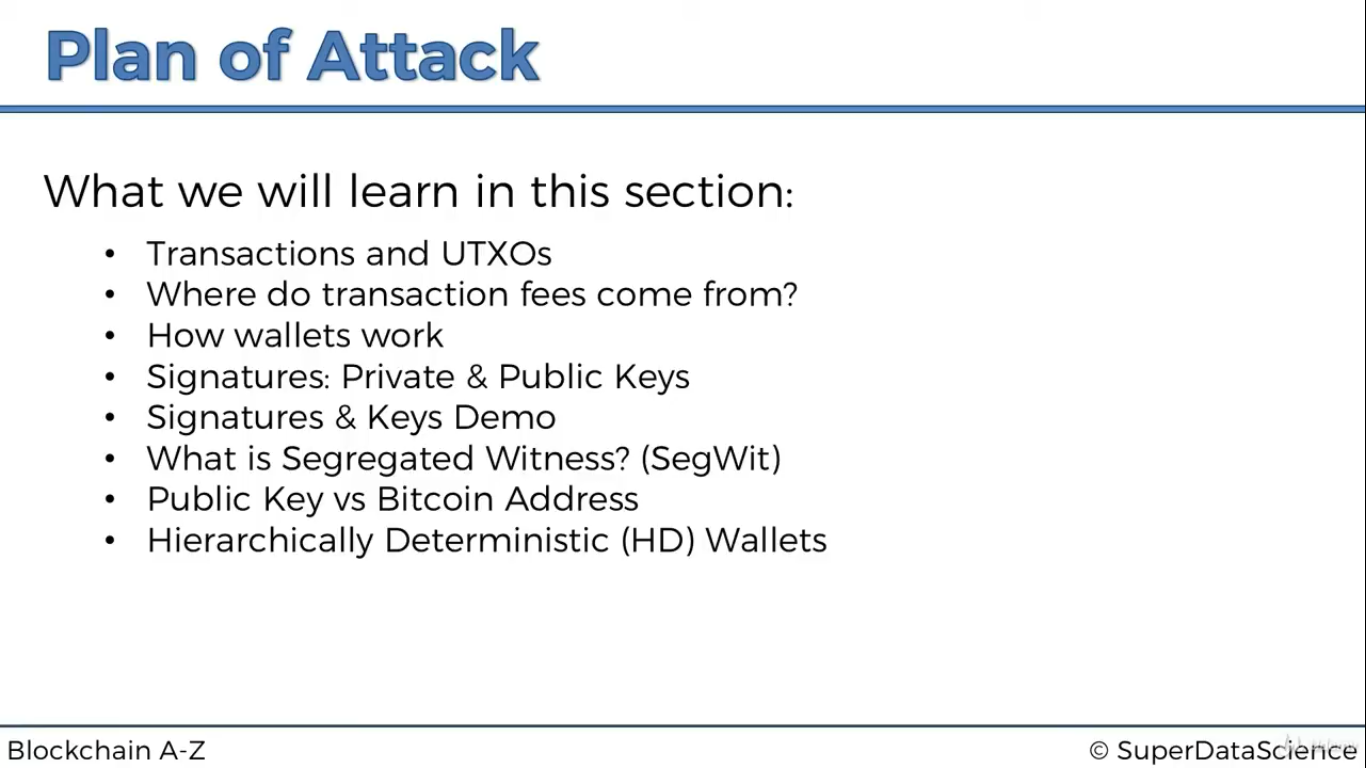 Plan of Attack
What we will learn in this section:
• Transactions and UTXOs
• Where do transaction fees come from?
• How wallets work
• Signatures: Private & Public Keys
• Signatures & Keys Demo
• What is Segregated Witness? (SegWit)
• Public Key vs Bitcoin Address
• Hierarchically Deterministic (HD) Wallets
Blockchain A-Z
© SuperDataScience